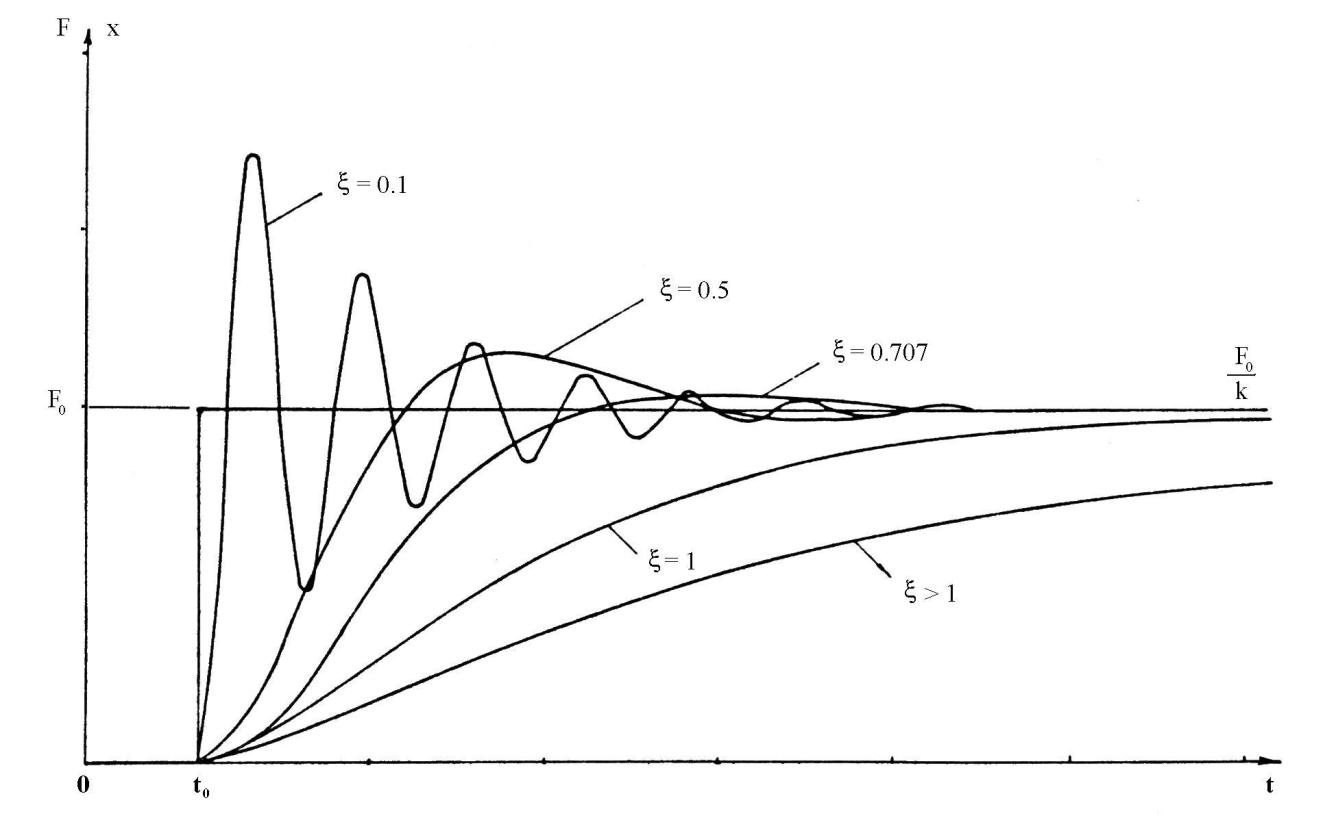 F x
ξ = 0.1
ξ = 0.5
ξ = 0.707
F₀
F₀
k
ξ = 1
ξ > 1
0 t₀ t